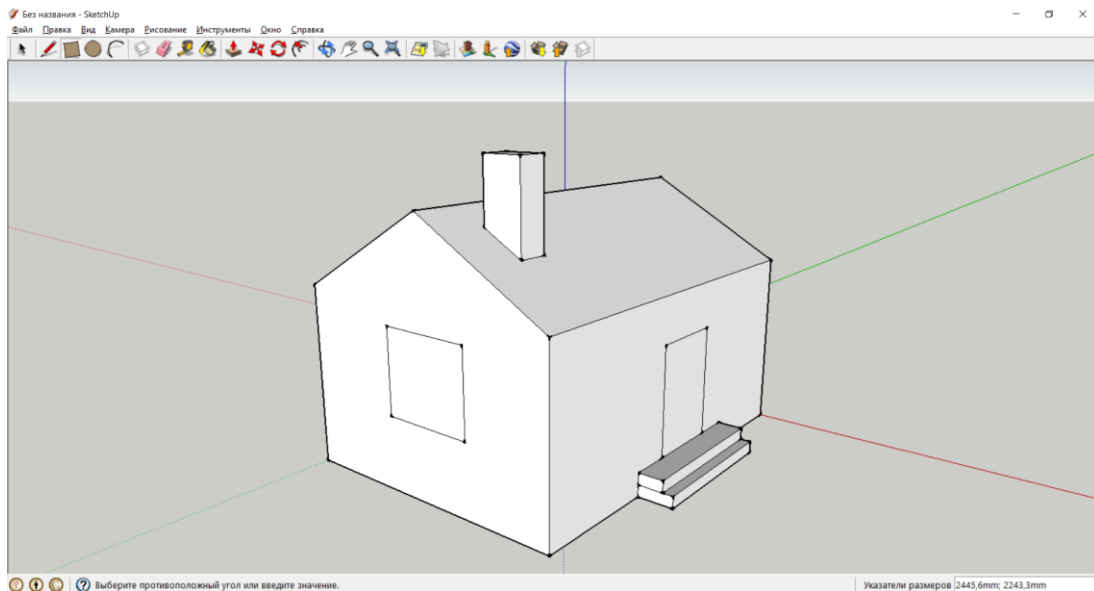 Без названия - SketchUp
Файл Правка Вид Камера Рисование Инструменты Окно Справка
Выберите противоположный угол или введите значение. Указатели размеров 2445,6mm; 2243,3mm